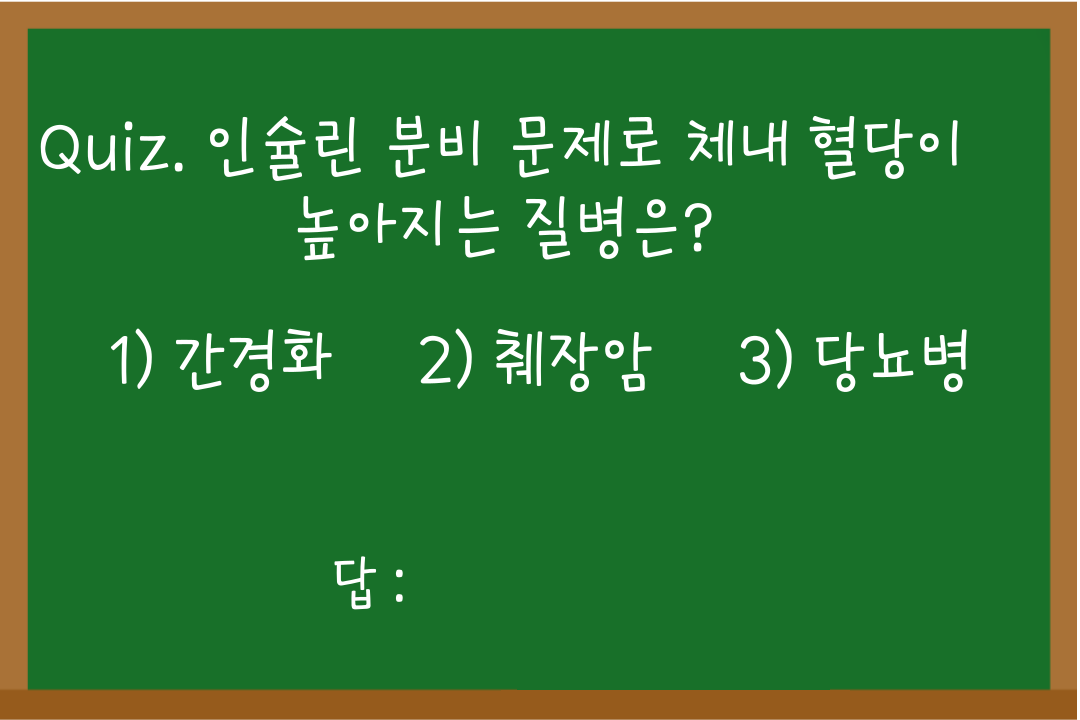 Quiz. 인슐린 분비 문제로 체내 혈당이
높아지는 질병은?
1) 간경화 2) 췌장암 3) 당뇨병
답 :